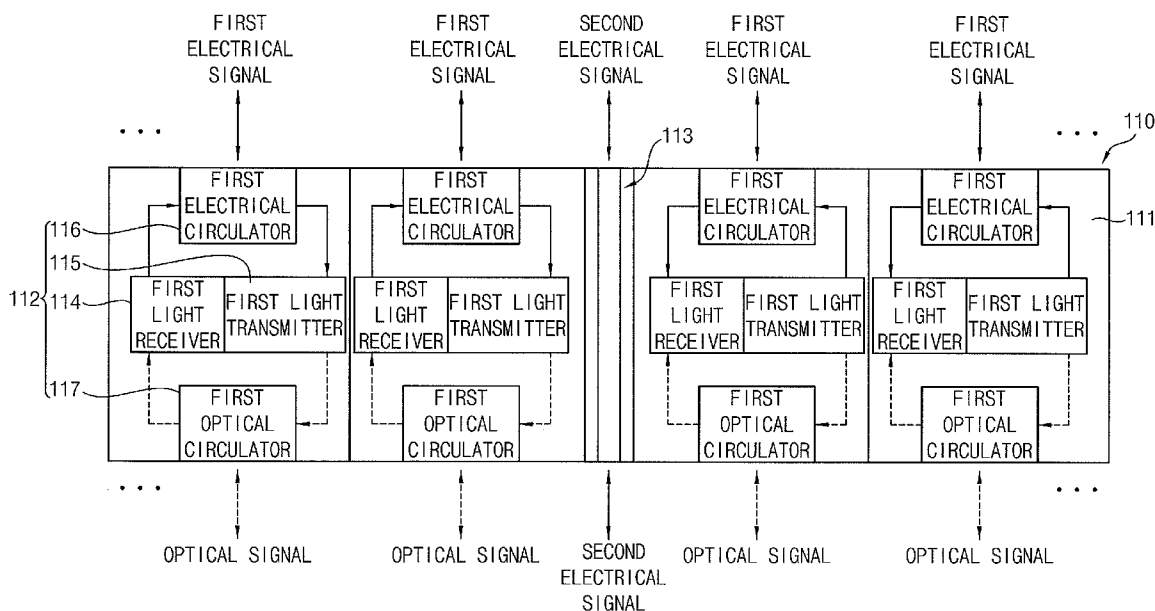 FIRST
ELECTRICAL
SIGNAL
FIRST
ELECTRICAL
SIGNAL
SECOND
ELECTRICAL
SIGNAL
FIRST
ELECTRICAL
SIGNAL
FIRST
ELECTRICAL
SIGNAL
...
113
...
110
FIRST
ELECTRICAL
CIRCULATOR
FIRST
ELECTRICAL
CIRCULATOR
FIRST
ELECTRICAL
CIRCULATOR
FIRST
ELECTRICAL
CIRCULATOR
111
116
115
112
114
FIRST
LIGHT
RECEIVER
FIRST LIGHT
TRANSMITTER
FIRST
LIGHT
RECEIVER
FIRST LIGHT
TRANSMITTER
FIRST
LIGHT
RECEIVER
FIRST LIGHT
TRANSMITTER
FIRST
LIGHT
RECEIVER
FIRST LIGHT
TRANSMITTER
117
FIRST
OPTICAL
CIRCULATOR
FIRST
OPTICAL
CIRCULATOR
FIRST
OPTICAL
CIRCULATOR
FIRST
OPTICAL
CIRCULATOR
...
...
OPTICAL SIGNAL
OPTICAL SIGNAL
SECOND
ELECTRICAL
SIGNAL
OPTICAL SIGNAL
OPTICAL SIGNAL